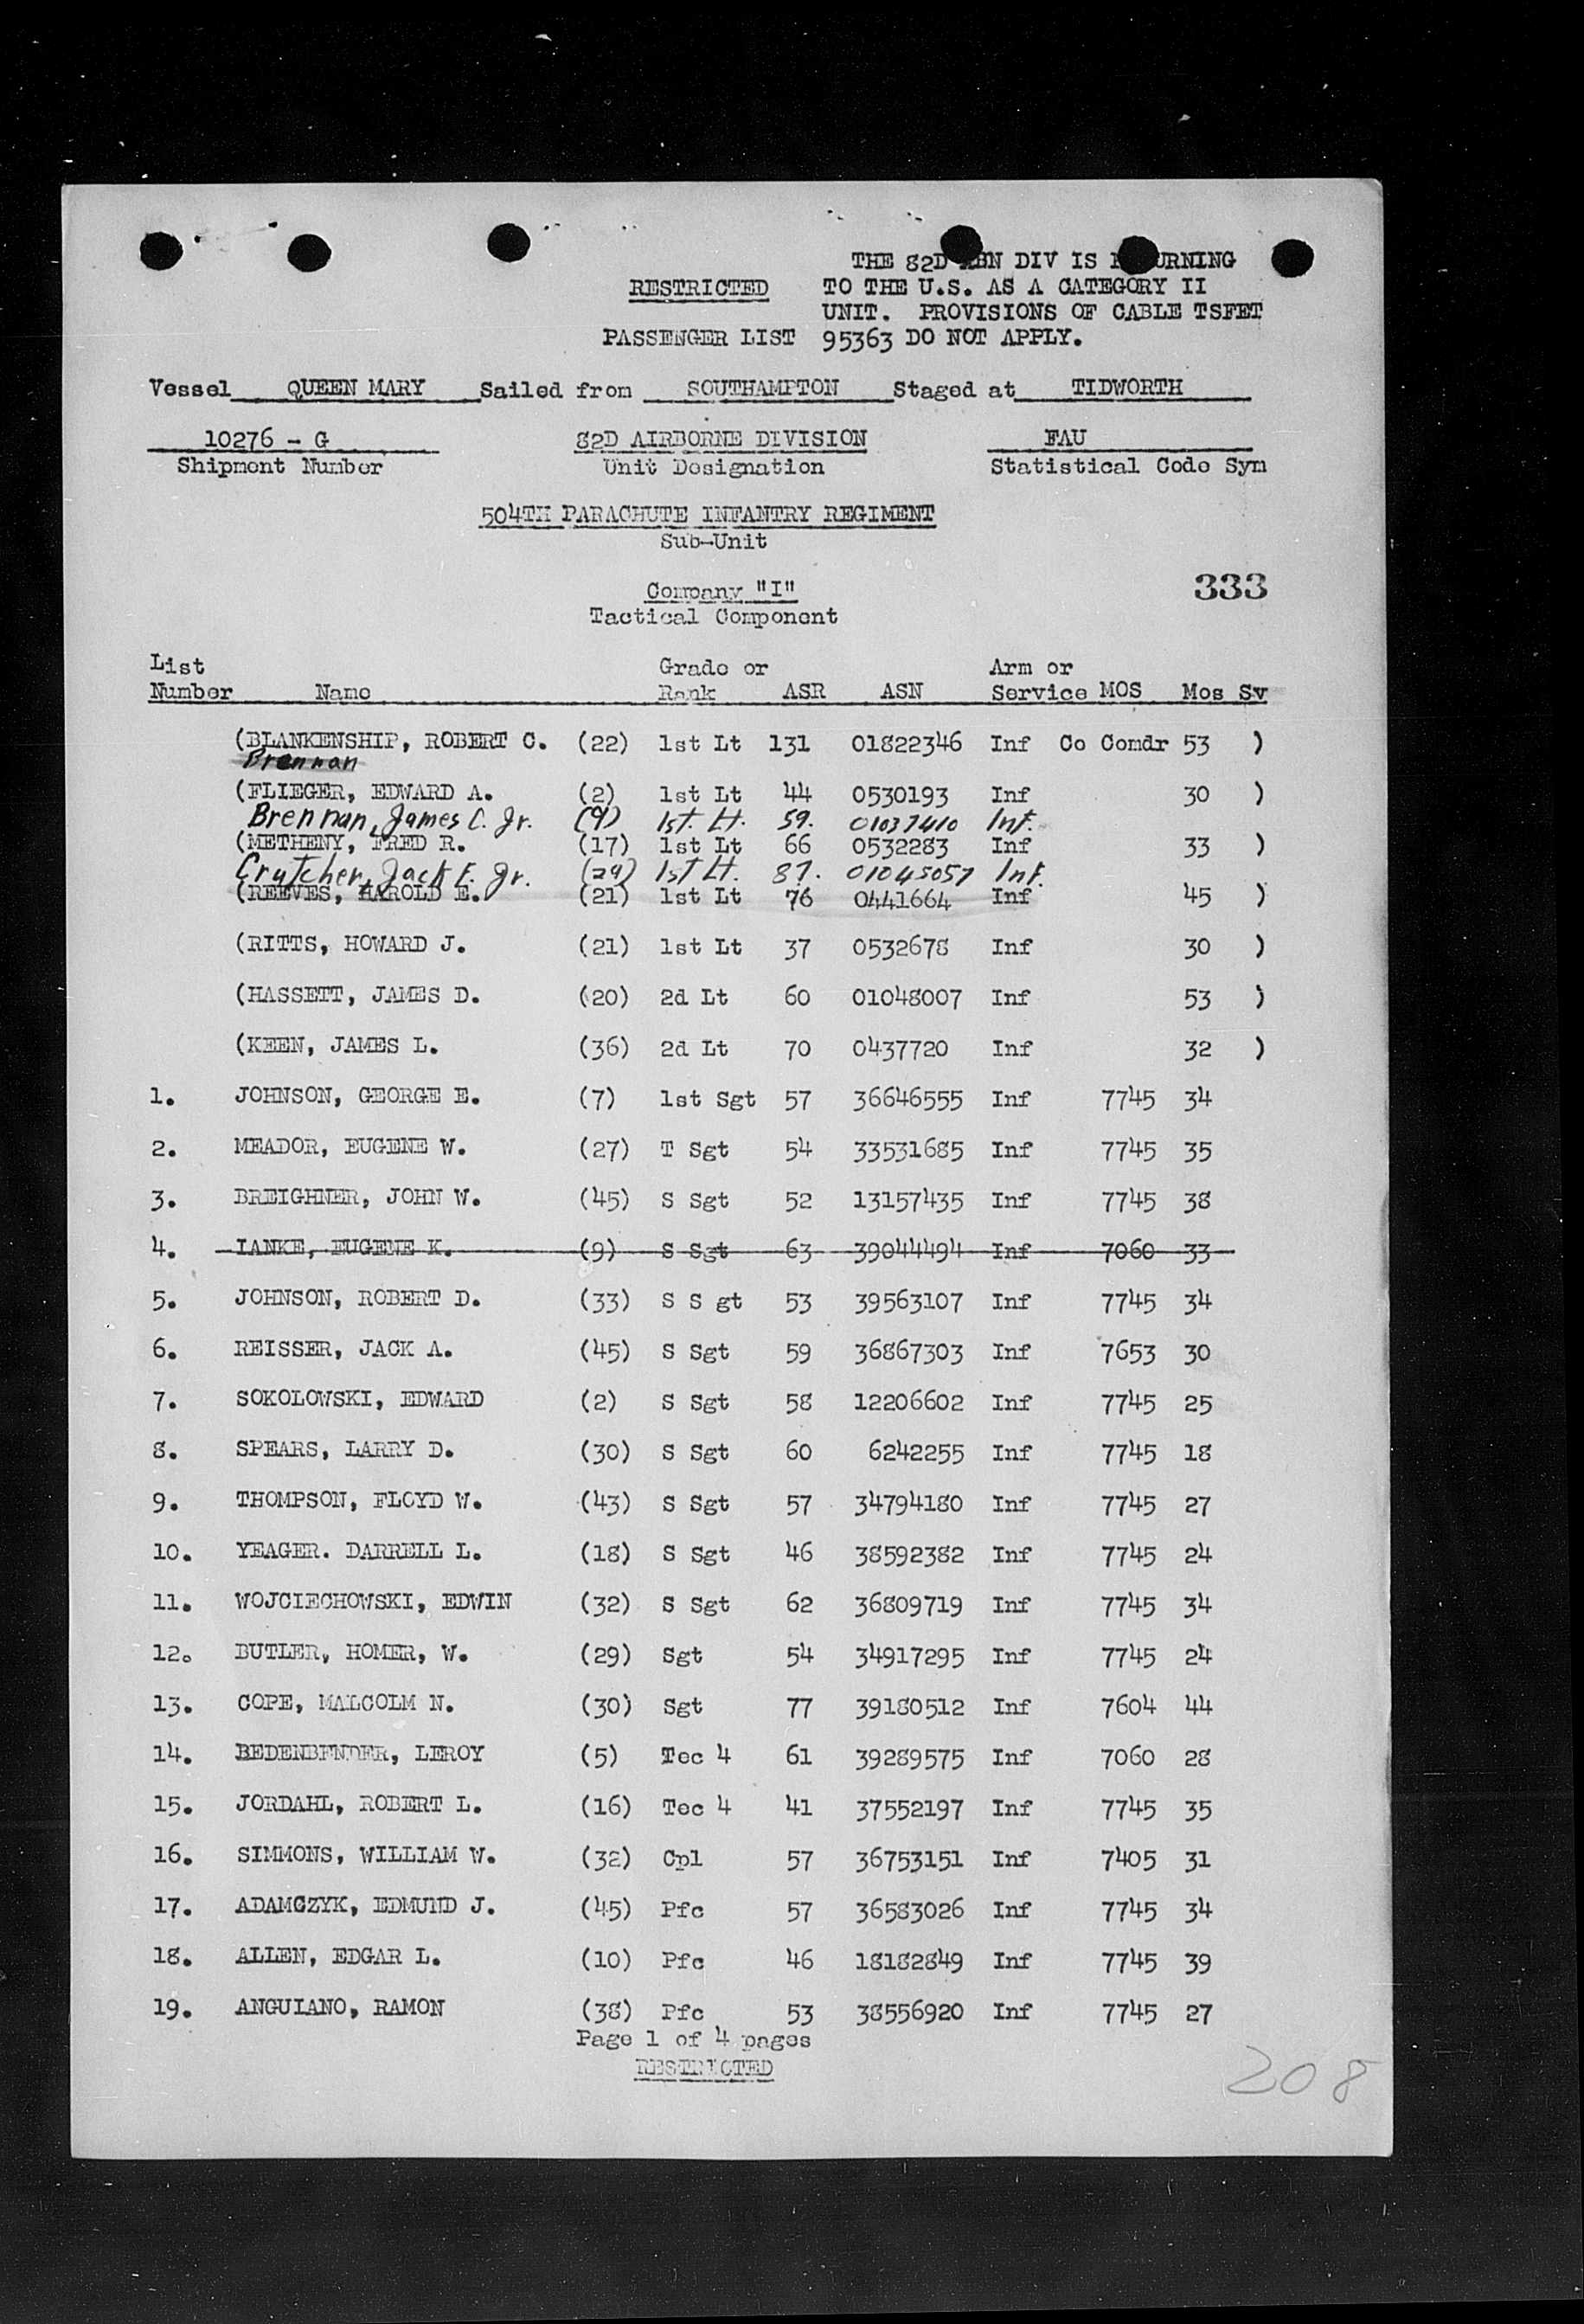 THE 82D ABN DIV IS RETURNING
RESTRICTED TO THE U.S. AS A CATEGORY II
UNIT. PROVISIONS OF CABLE TSFET
PASSENGER LIST 95363 DO NOT APPLY.
Vessel QUEEN MARY Sailed from SOUTHAMPTON Staged at TIDWORTH
10276 - G 82D AIRBORNE DIVISION FAU
Shipment Number Unit Designation Statistical Code Sym
504TH PARACHUTE INFANTRY REGIMENT
Sub-Unit
Company "I" 333
Tactical Component
List Grade or Arm or
Number Name Rank ASR ASN Service MOS Mos Sv
(BLANKENSHIP, ROBERT C. (22) 1st Lt 131 01822346 Inf Co Comdr 53 )
Brennan
(FLIEGER, EDWARD A. (2) 1st Lt 44 0530193 Inf 30 )
Brennan, James C. Jr. (9) 1st. Lt. 59. 01037410 Inf.
(METHENY, FRED R. (17) 1st Lt 66 0532283 Inf 33 )
Crutcher, Jack E. Jr. (29) 1st Lt. 87. 01045057 Inf.
(REEVES, HAROLD E. (21) 1st Lt 76 0441664 Inf 45 )
(RITTS, HOWARD J. (21) 1st Lt 37 0532678 Inf 30 )
(HASSETT, JAMES D. (20) 2d Lt 60 01048007 Inf 53 )
(KEEN, JAMES L. (36) 2d Lt 70 0437720 Inf 32 )
1. JOHNSON, GEORGE E. (7) 1st Sgt 57 36646555 Inf 7745 34
2. MEADOR, EUGENE W. (27) T Sgt 54 33531685 Inf 7745 35
3. BREIGHNER, JOHN W. (45) S Sgt 52 13157435 Inf 7745 38
4. IANKE, EUGENE K. (9) S Sgt 63 39044494 Inf 7060 33
5. JOHNSON, ROBERT D. (33) S S gt 53 39563107 Inf 7745 34
6. REISSER, JACK A. (45) S Sgt 59 36867303 Inf 7653 30
7. SOKOLOWSKI, EDWARD (2) S Sgt 58 12206602 Inf 7745 25
8. SPEARS, LARRY D. (30) S Sgt 60 6242255 Inf 7745 18
9. THOMPSON, FLOYD W. (43) S Sgt 57 34794180 Inf 7745 27
10. YEAGER. DARRELL L. (18) S Sgt 46 38592382 Inf 7745 24
11. WOJCIECHOWSKI, EDWIN (32) S Sgt 62 36809719 Inf 7745 34
12. BUTLER, HOMER, W. (29) Sgt 54 34917295 Inf 7745 24
13. COPE, MALCOLM N. (30) Sgt 77 39180512 Inf 7604 44
14. BEDENBENDER, LEROY (5) Tec 4 61 39289575 Inf 7060 28
15. JORDAHL, ROBERT L. (16) Tec 4 41 37552197 Inf 7745 35
16. SIMMONS, WILLIAM W. (32) Cpl 57 36753151 Inf 7405 31
17. ADAMCZYK, EDMUND J. (45) Pfc 57 36583026 Inf 7745 34
18. ALLEN, EDGAR L. (10) Pfc 46 18182849 Inf 7745 39
19. ANGUIANO, RAMON (38) Pfc 53 38556920 Inf 7745 27
Page 1 of 4 pages
RESTRICTED
208